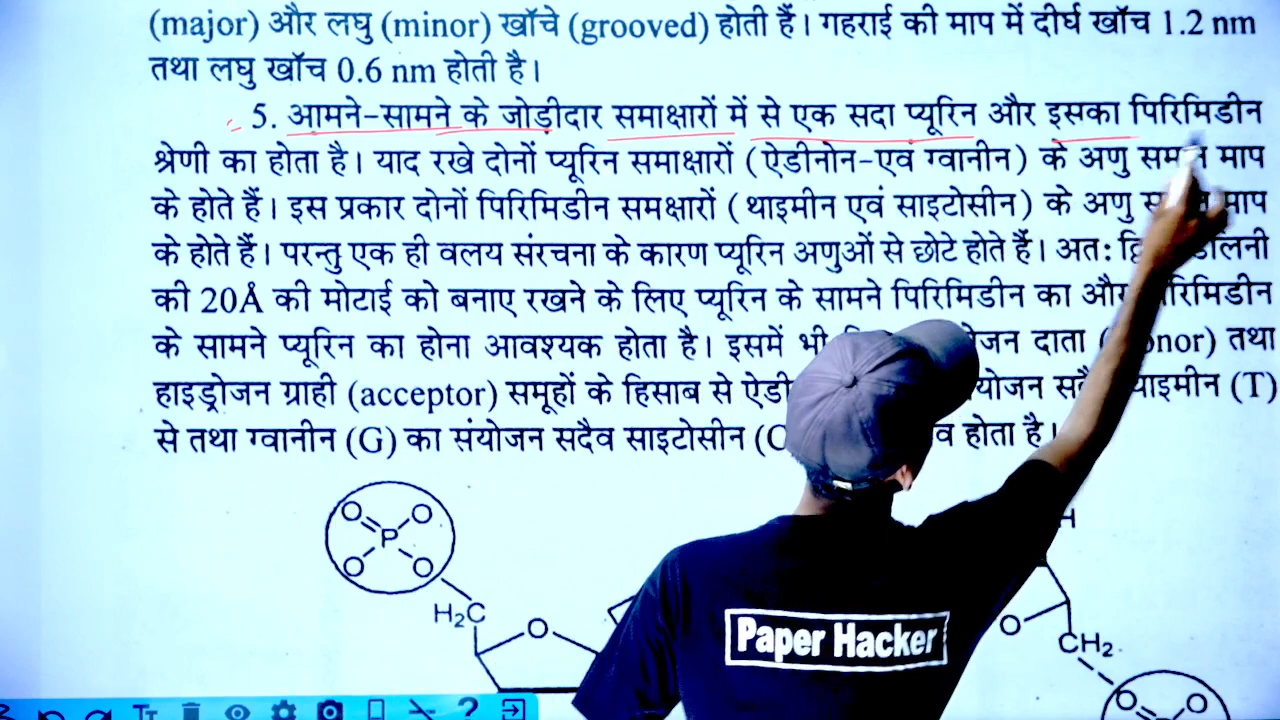 (major) और लघु (minor) खाॅंचे (grooved) होती हैं। गहराई की माप में दीर्घ खाॅंच 1.2 nm
तथा लघु खाॅंच 0.6 nm होती है।
5. आमने-सामने के जोड़ीदार समाक्षारों में से एक सदा प्यूरिन और इसका पिरिमिडीन
श्रेणी का होता है। याद रखे दोनों प्यूरिन समाक्षारों (ऐडीनोन-एवं ग्वानीन) के अणु माप
के होते हैं। इस प्रकार दोनों पिरिमिडीन समक्षारों (थाइमीन एवं साइटोसीन) के अणु माप
के होते हैं। परन्तु एक ही वलय संरचना के कारण प्यूरिन अणुओं से छोटे होते हैं। अतः
की 20Å की मोटाई को बनाए रखने के लिए प्यूरिन के सामने पिरिमिडीन का
के सामने प्यूरिन का होना आवश्यक होता है। इसमें भी दाता तथा
हाइड्रोजन ग्राही (acceptor) समूहों के हिसाब से (T)
से तथा ग्वानीन (G) का संयोजन सदैव साइटोसीन होता है।
O O
P
O O
H₂C
O
H
O
CH₂
O O
Paper Hacker